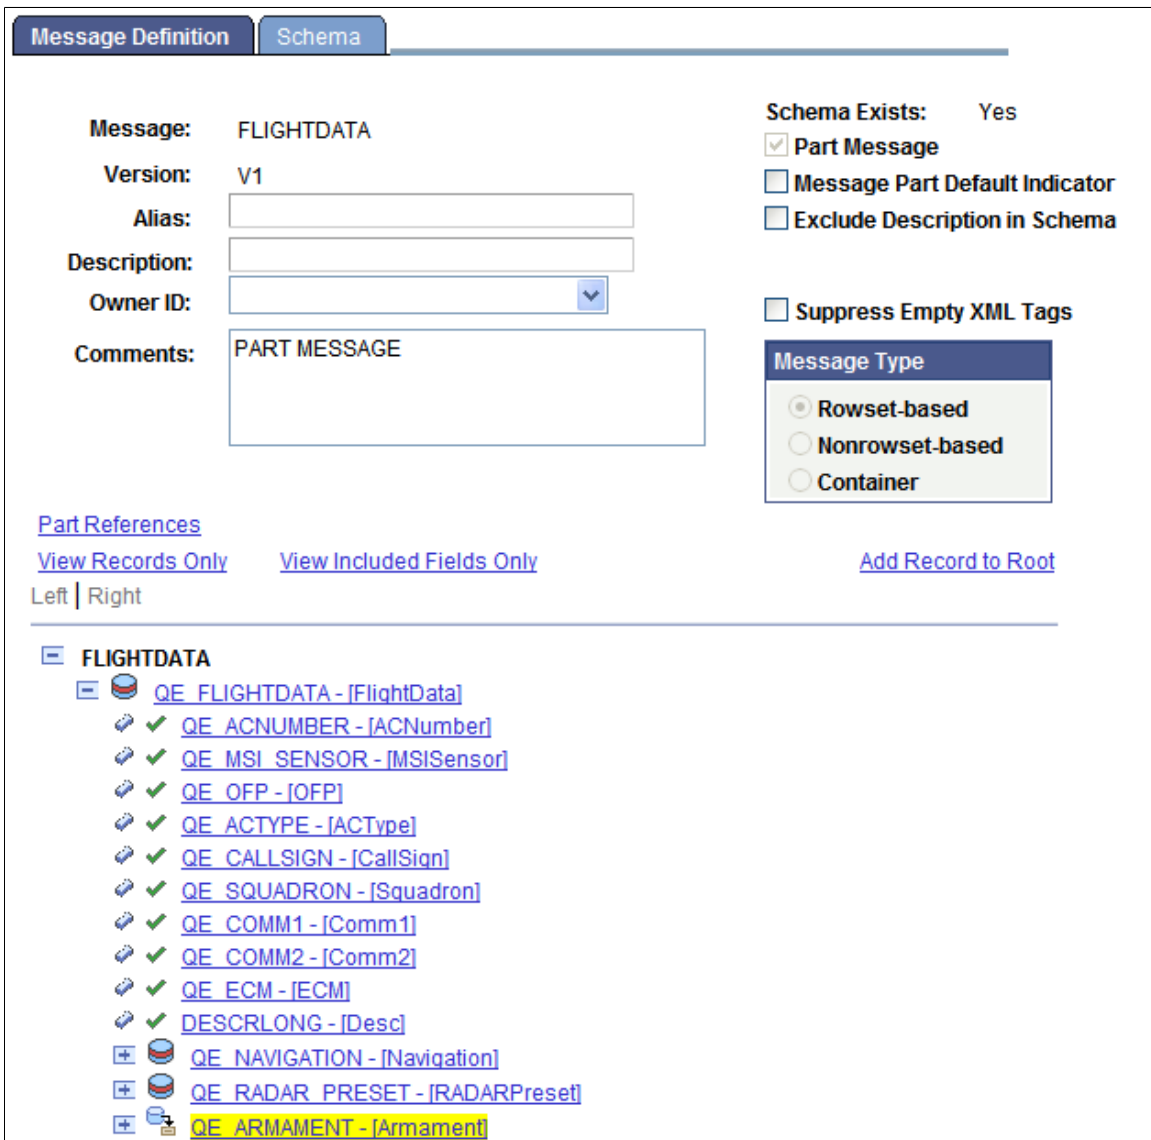 Message Definition Schema
Schema Exists: Yes
Message: FLIGHTDATA
Part Message
Version: V1
Message Part Default Indicator
Alias:
Exclude Description in Schema
Description:
Owner ID:
Suppress Empty XML Tags
Comments: PART MESSAGE
Message Type
Rowset-based
Nonrowset-based
Container
Part References
View Records Only View Included Fields Only Add Record to Root
Left | Right
FLIGHTDATA
QE_FLIGHTDATA - [FlightData]
QE_ACNUMBER - [ACNumber]
QE_MSI_SENSOR - [MSISensor]
QE_OFP - [OFP]
QE_ACTYPE - [ACType]
QE_CALLSIGN - [CallSign]
QE_SQUADRON - [Squadron]
QE_COMM1 - [Comm1]
QE_COMM2 - [Comm2]
QE_ECM - [ECM]
DESCRLONG - [Desc]
QE_NAVIGATION - [Navigation]
QE_RADAR_PRESET - [RADARPreset]
QE_ARMAMENT - [Armament]